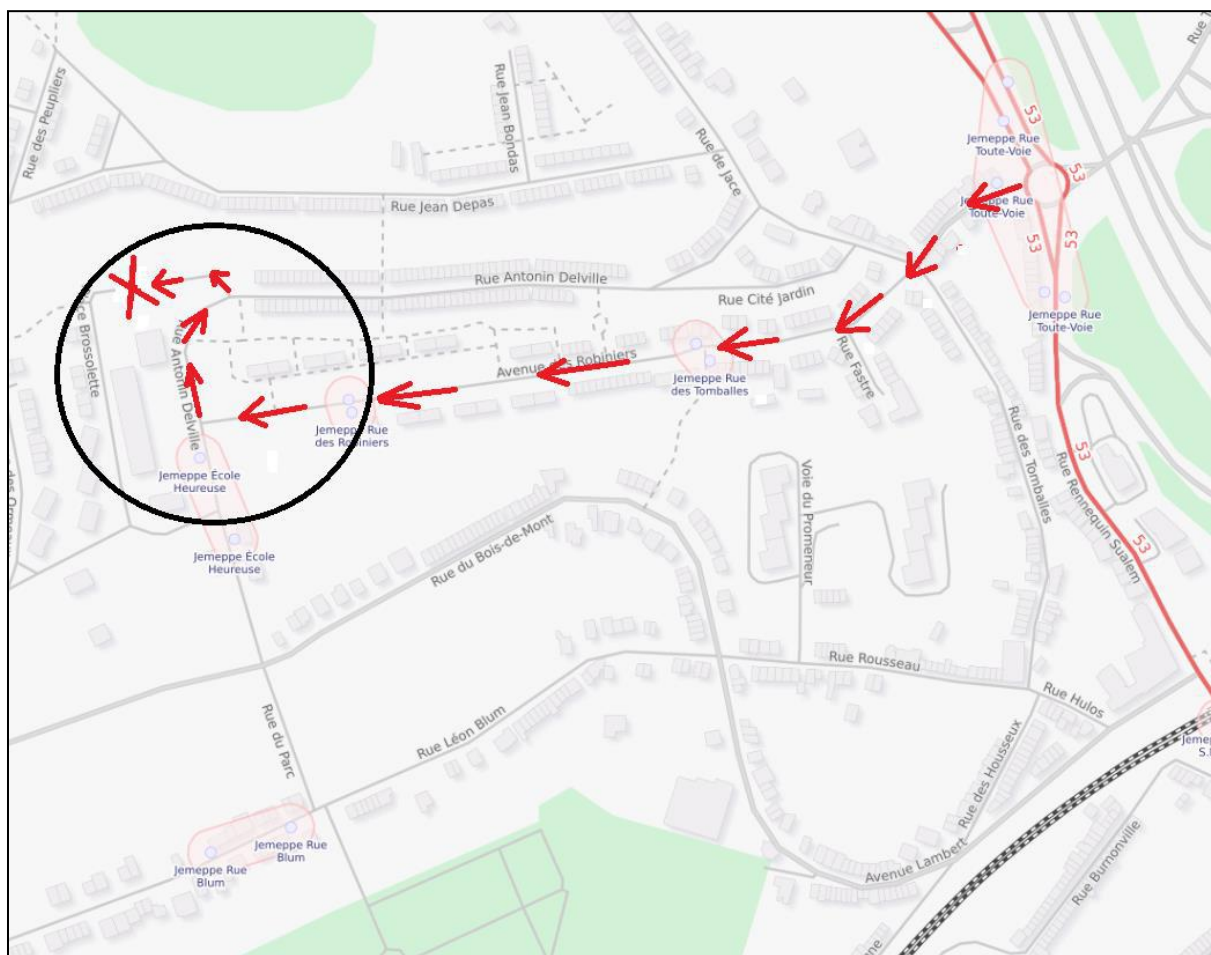 Rue des Peupliers
Rue Jean Bondas
Rue de Jace
53
Jemeppe Rue
Toute-Voie
53
Jemeppe Rue
Toute-Voie
Rue Jean Depas
53
53
Rue Antonin Delville
Rue Cité Jardin
Jemeppe Rue
Toute-Voie
X
Brossolette
Rue Antonin Delville
Avenue des Robiniers
Rue Fastre
Jemeppe Rue
des Tomballes
Jemeppe Rue
des Robiniers
Rue des Tomballes
53
Rue Rennequin Sualem
Jemeppe École
Heureuse
Voie du Promeneur
53
Jemeppe École
Heureuse
Rue du Bois-de-Mont
Rue Rousseau
Rue Hulos
Rue du Parc
Rue Léon Blum
Rue des Housseux
Jemeppe Rue
Blum
Jemeppe Rue
Blum
Avenue Lambert
Rue Burnonville